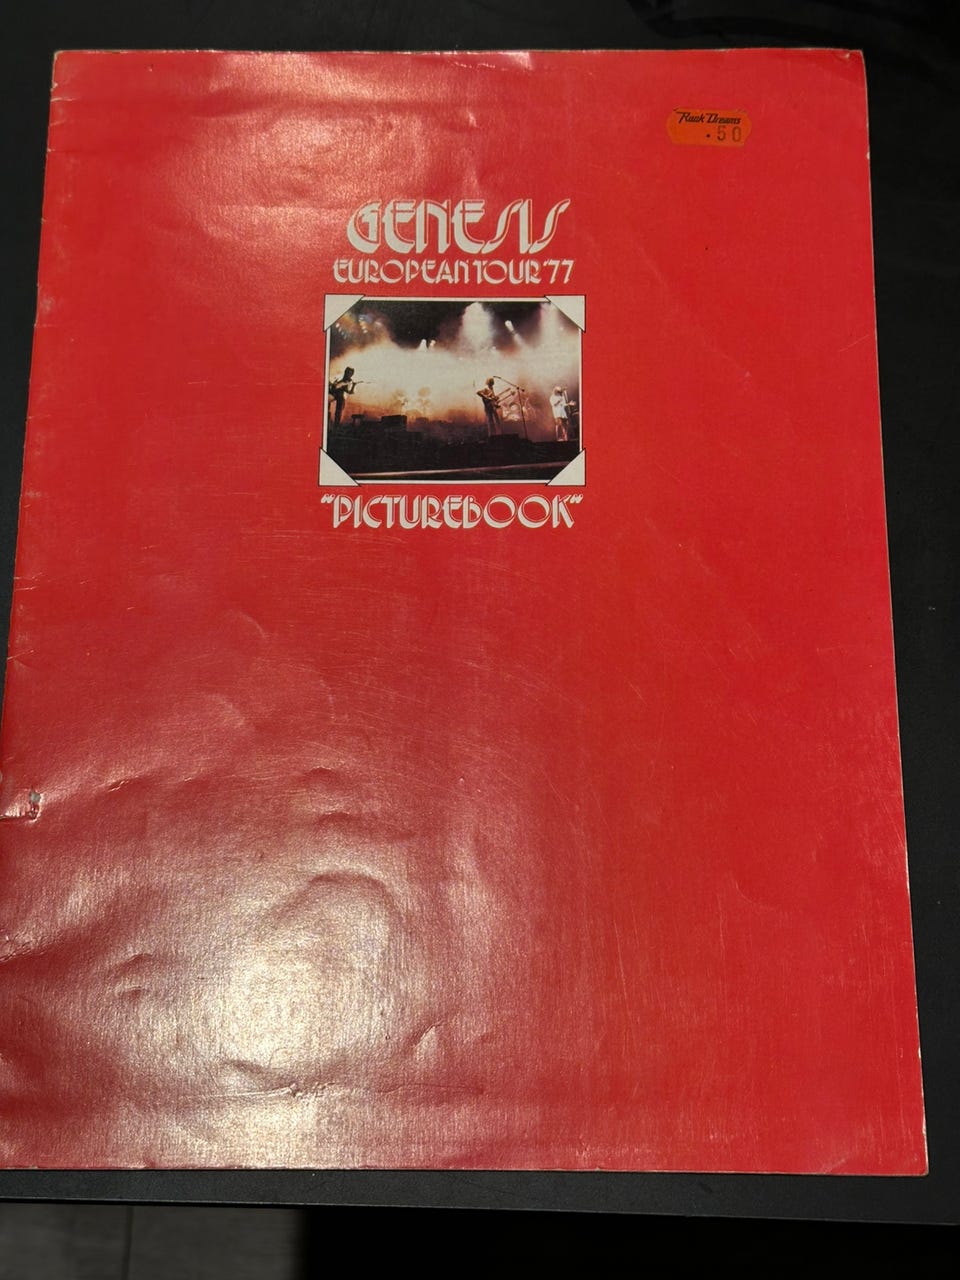 Rock Dreams
.50
GENESIS
EUROPEAN TOUR '77
"PICTUREBOOK"